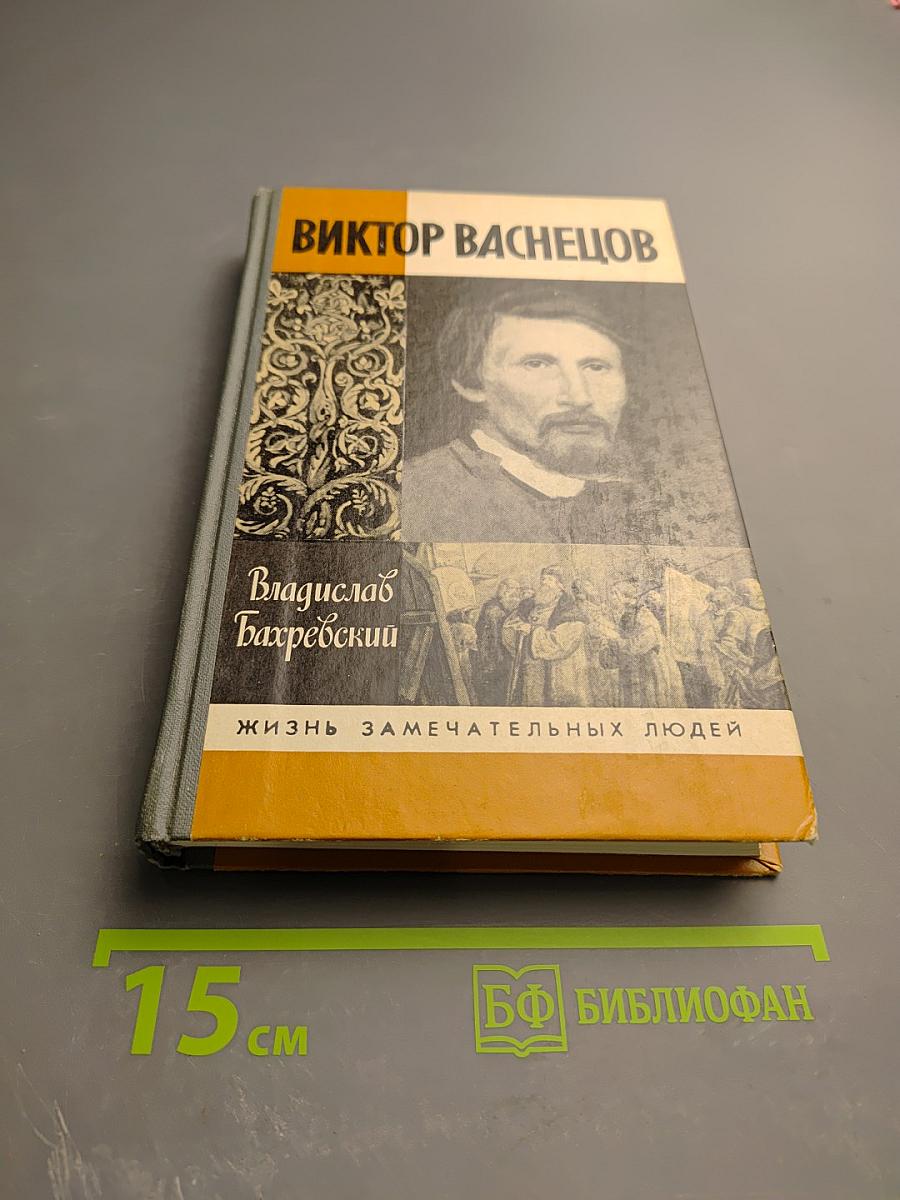 ВИКТОР ВАСНЕЦОВ
Владислав
Бахревский
ЖИЗНЬ ЗАМЕЧАТЕЛЬНЫХ ЛЮДЕЙ
15 см
БФ БИБЛИОФАН